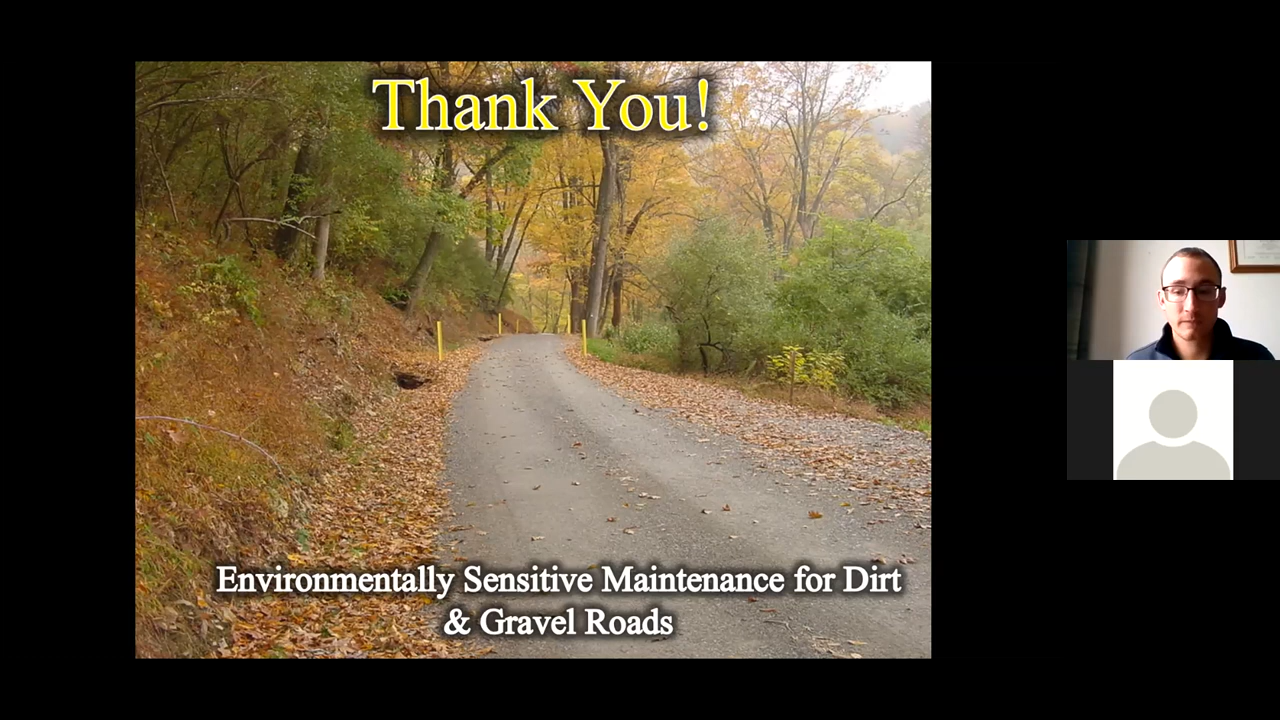 Thank You!
Environmentally Sensitive Maintenance for Dirt
& Gravel Roads